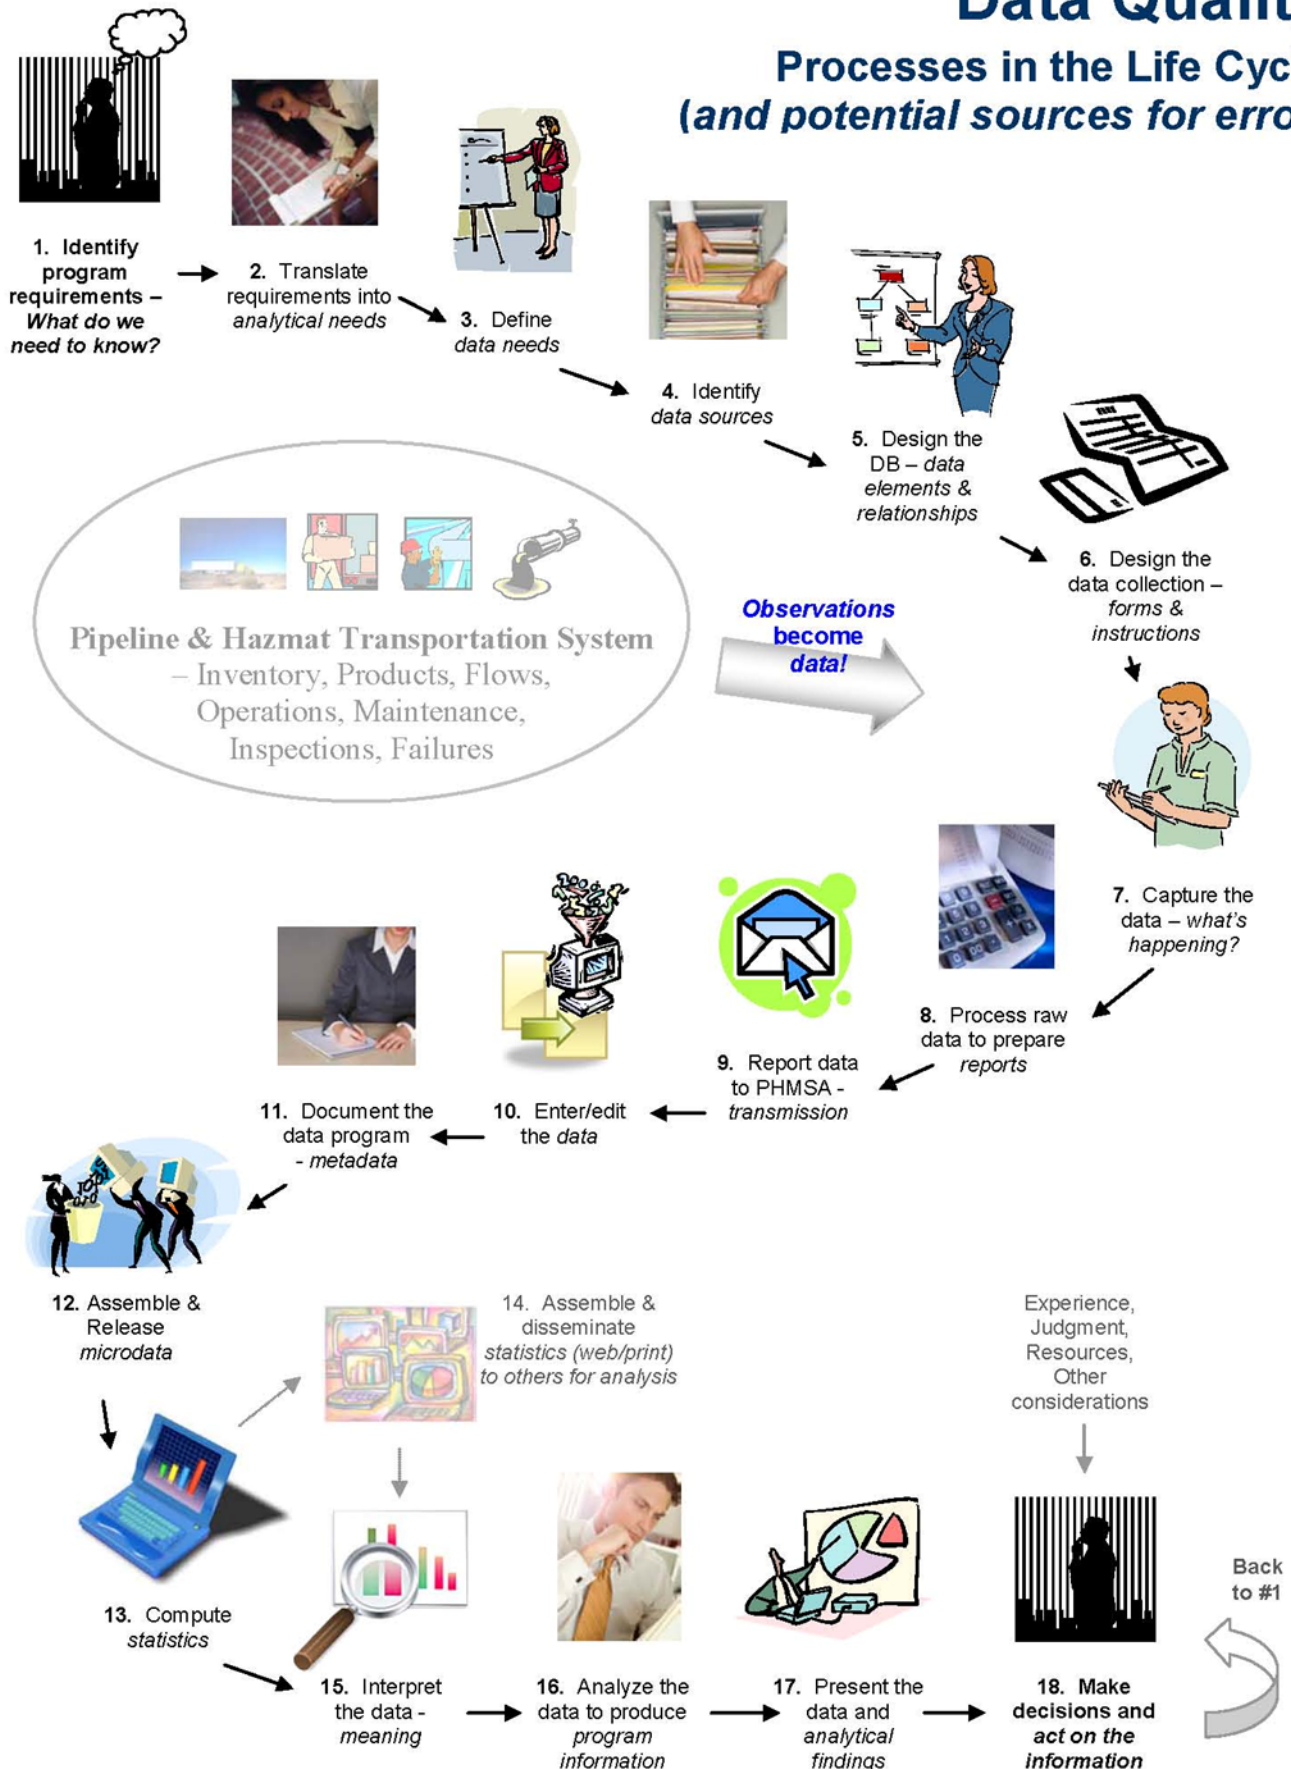 Data Qualit
Processes in the Life Cyc
(and potential sources for erro
1. Identify
program
requirements –
What do we
need to know?
2. Translate
requirements into
analytical needs
3. Define
data needs
4. Identify
data sources
5. Design the
DB – data
elements &
relationships
6. Design the
data collection –
forms &
instructions
Pipeline & Hazmat Transportation System
– Inventory, Products, Flows,
Operations, Maintenance,
Inspections, Failures
Observations
become
data!
7. Capture the
data – what's
happening?
8. Process raw
data to prepare
reports
9. Report data
to PHMSA -
transmission
10. Enter/edit
the data
11. Document the
data program
- metadata
12. Assemble &
Release
microdata
13. Compute
statistics
14. Assemble &
disseminate
statistics (web/print)
to others for analysis
15. Interpret
the data -
meaning
16. Analyze the
data to produce
program
information
17. Present the
data and
analytical
findings
Experience,
Judgment,
Resources,
Other
considerations
18. Make
decisions and
act on the
information
Back
to #1